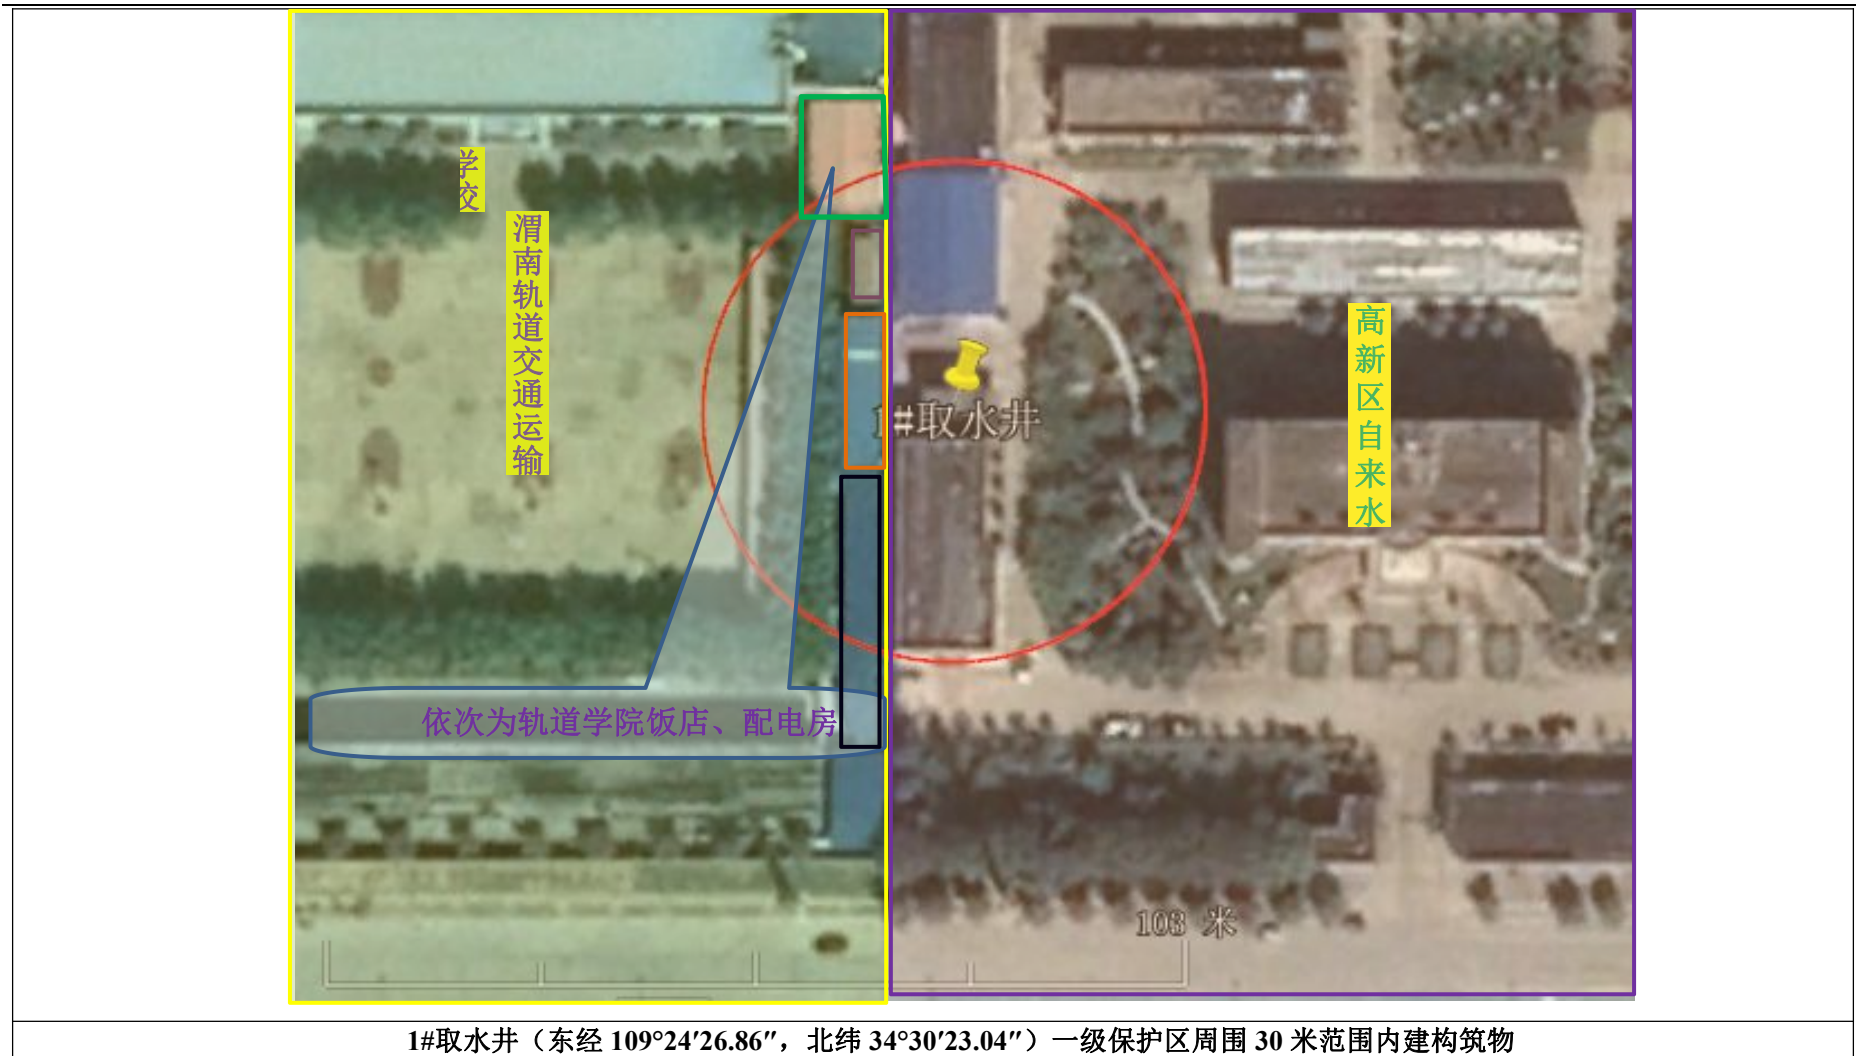 学校
渭南轨道交通运输
高新区自来水
1#取水井
依次为轨道学院饭店、配电房
103 米
1#取水井（东经 109°24′26.86″，北纬 34°30′23.04″）一级保护区周围 30 米范围内建构筑物